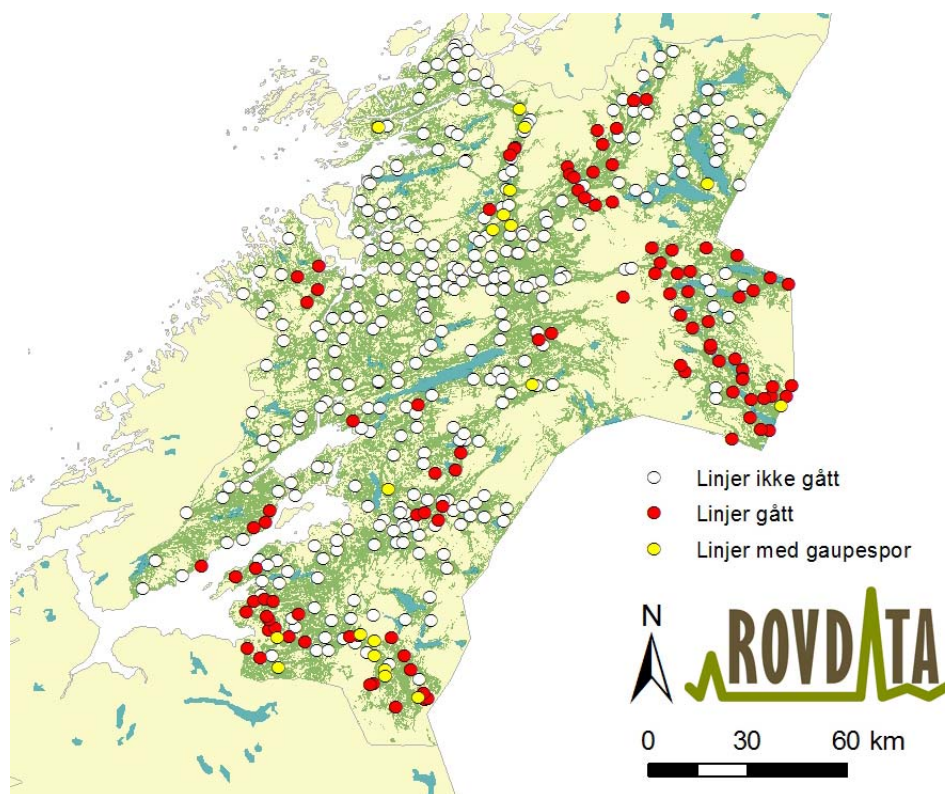 Linjer ikke gått
Linjer gått
Linjer med gaupespor
N
ROVDATA
0 30 60 km